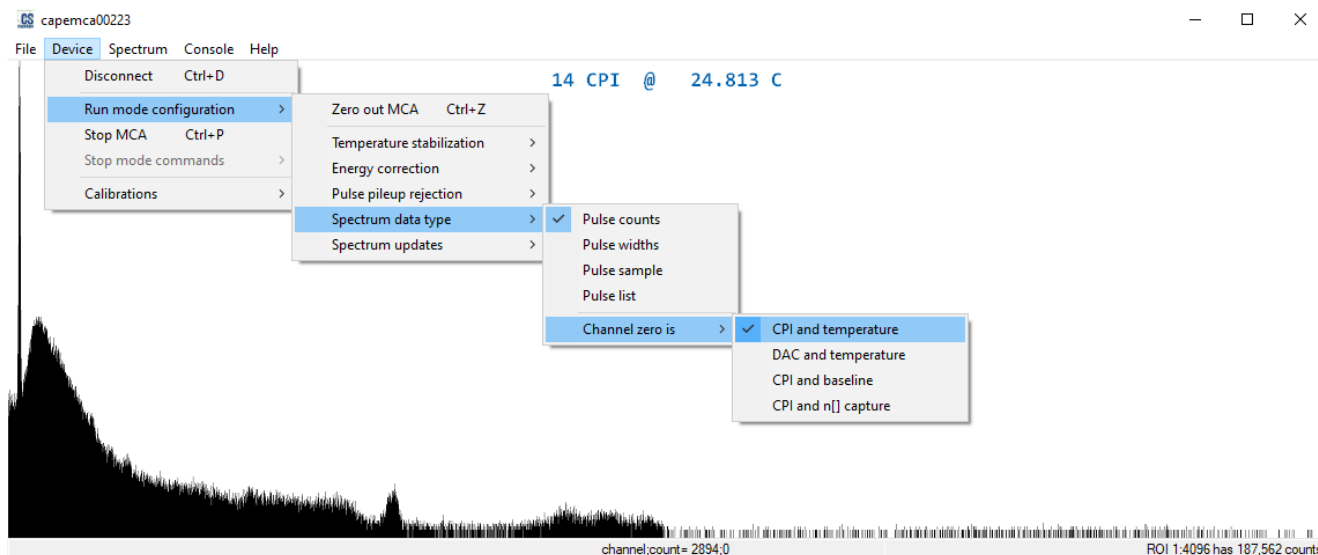 CS capemca00223
File Device Spectrum Console Help
14 CPI @ 24.813 C
Disconnect Ctrl+D
Run mode configuration
Stop MCA Ctrl+P
Stop mode commands
Calibrations
Zero out MCA Ctrl+Z
Temperature stabilization
Energy correction
Pulse pileup rejection
Spectrum data type
Spectrum updates
Pulse counts
Pulse widths
Pulse sample
Pulse list
Channel zero is
CPI and temperature
DAC and temperature
CPI and baseline
CPI and n[] capture
channel;count= 2894;0
ROI 1:4096 has 187,562 counts